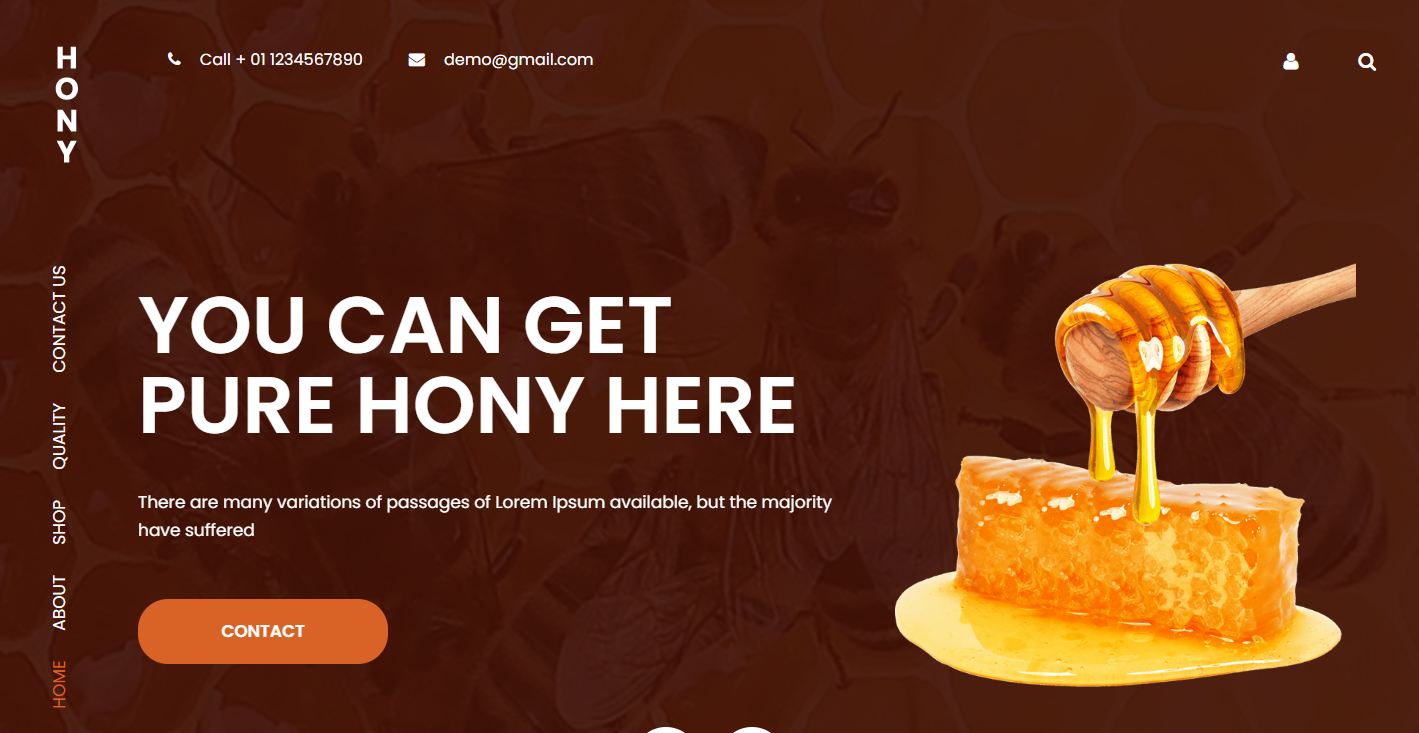 HONY
Call + 01 1234567890
demo@gmail.com
CONTACT US
QUALITY
SHOP
ABOUT
HOME
YOU CAN GET
PURE HONY HERE
There are many variations of passages of Lorem Ipsum available, but the majority
have suffered
CONTACT